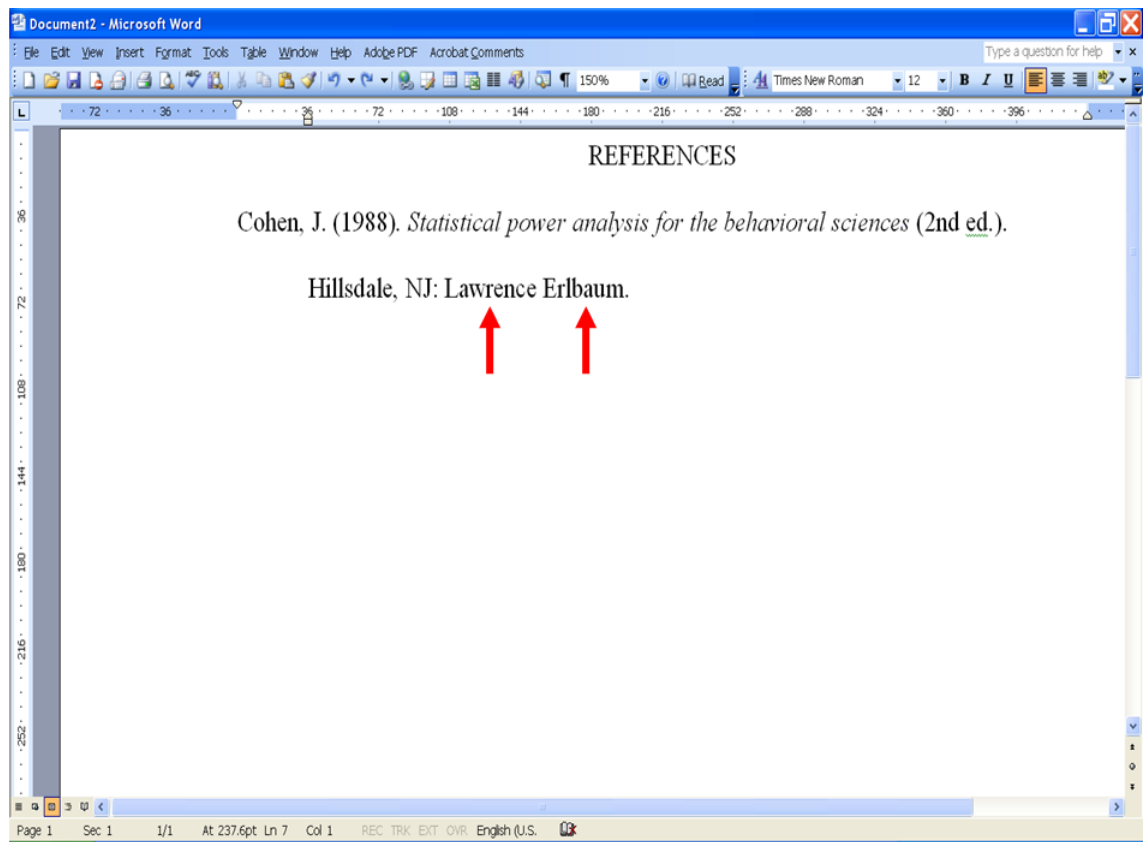 Document2 - Microsoft Word
File Edit View Insert Format Tools Table Window Help Adobe PDF Acrobat Comments Type a question for help
150% Read Times New Roman 12 B I U
L 72 36 36 72 108 144 180 216 252 288 324 360 396
REFERENCES
36
Cohen, J. (1988). Statistical power analysis for the behavioral sciences (2nd ed.).
72
Hillsdale, NJ: Lawrence Erlbaum.
108
144
180
216
252
Page 1 Sec 1 1/1 At 237.6pt Ln 7 Col 1 REC TRK EXT OVR English (U.S.